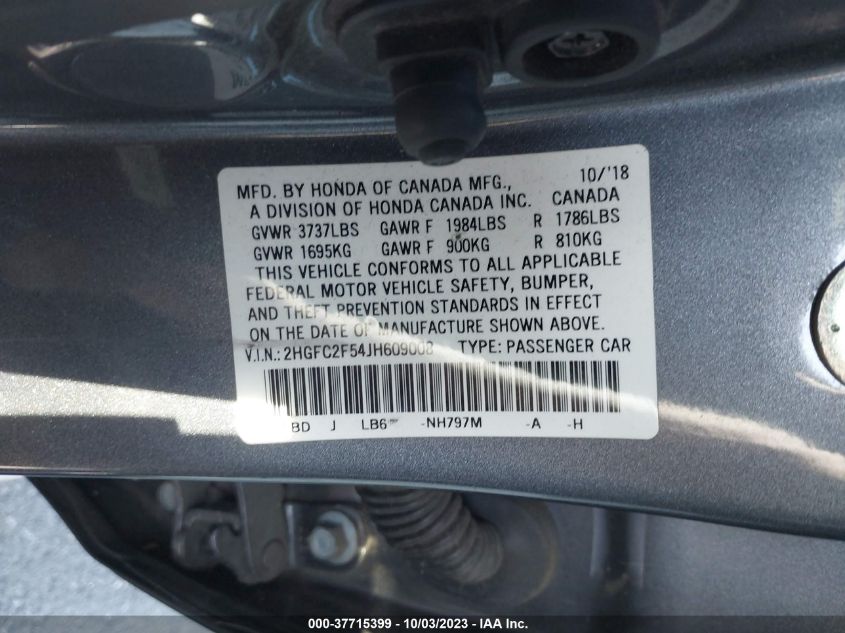 MFD. BY HONDA OF CANADA MFG., 10/'18
A DIVISION OF HONDA CANADA INC. CANADA
GVWR 3737LBS GAWR F 1984LBS R 1786LBS
GVWR 1695KG GAWR F 900KG R 810KG
THIS VEHICLE CONFORMS TO ALL APPLICABLE
FEDERAL MOTOR VEHICLE SAFETY, BUMPER,
AND THEFT PREVENTION STANDARDS IN EFFECT
ON THE DATE OF MANUFACTURE SHOWN ABOVE.
V.I.N.: 2HGFC2F54JH609008 TYPE: PASSENGER CAR
BD J LB6 -NH797M -A -H
000-37715399 - 10/03/2023 - IAA Inc.